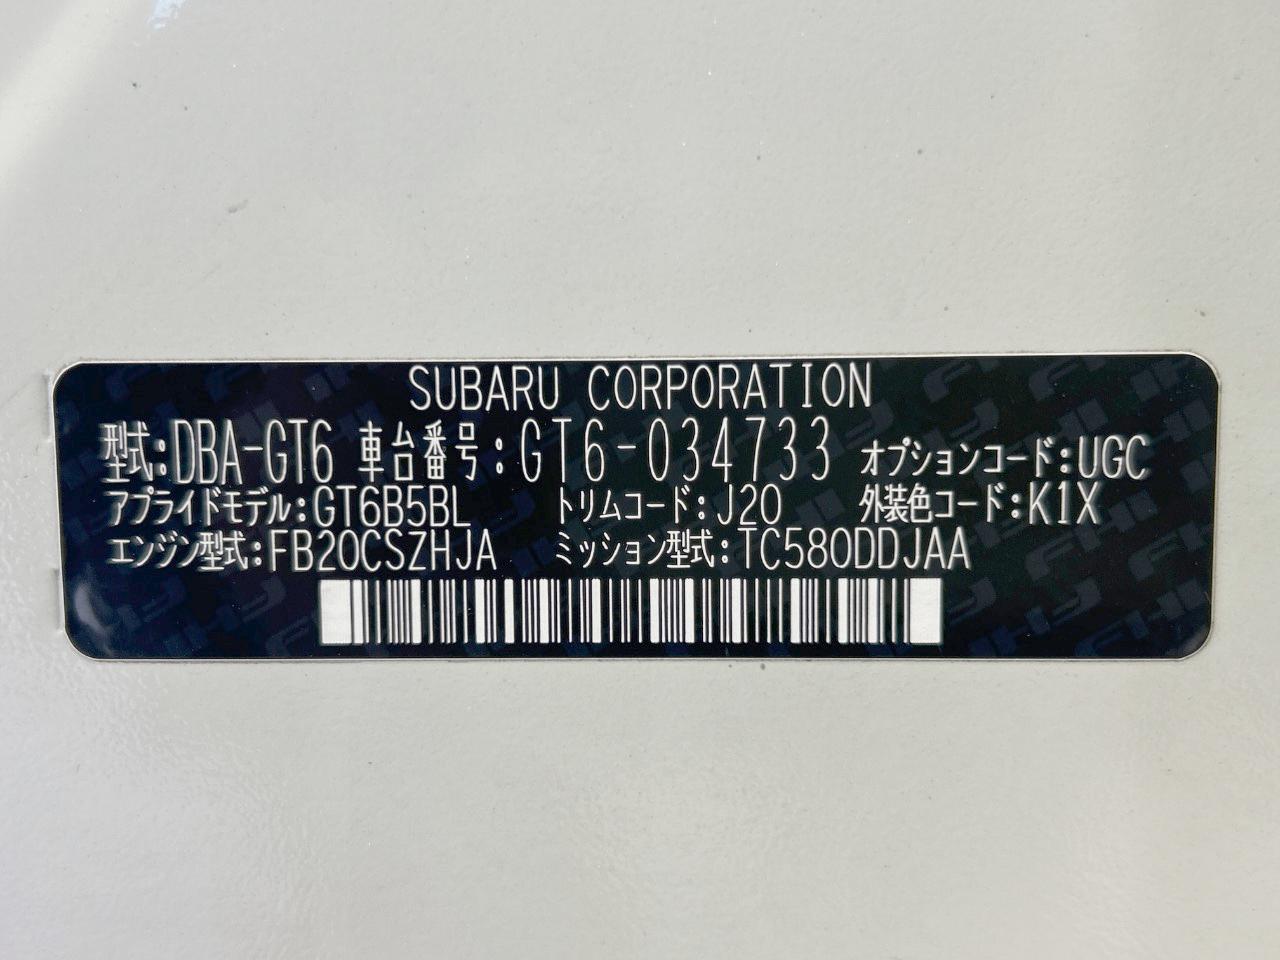 SUBARU CORPORATION
型式:DBA-GT6 車台番号:GT6-034733 オプションコード:UGC
アプライドモデル:GT6B5BL トリムコード:J20 外装色コード:K1X
エンジン型式:FB20CSZHJA ミッション型式:TC580DDJAA